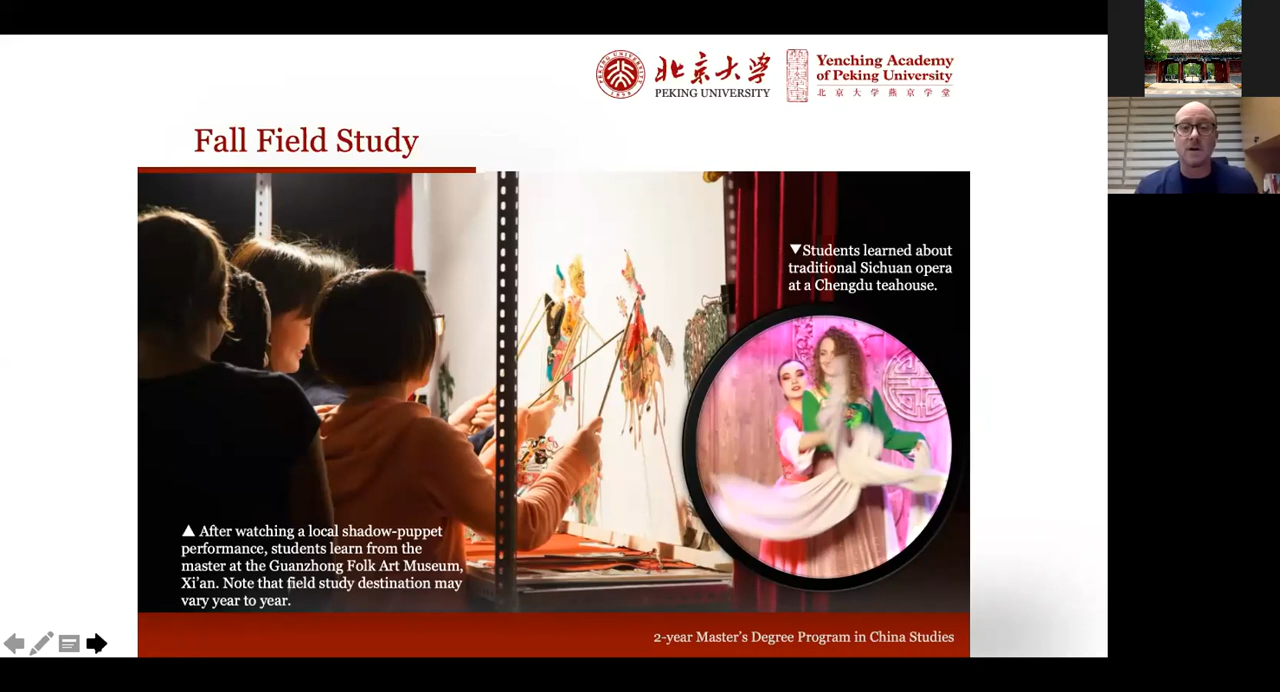 北京大学
PEKING UNIVERSITY
Yenching Academy
of Peking University
北京大学燕京学堂
Fall Field Study
▼Students learned about
traditional Sichuan opera
at a Chengdu teahouse.
▲ After watching a local shadow-puppet
performance, students learn from the
master at the Guanzhong Folk Art Museum,
Xi’an. Note that field study destination may
vary year to year.
2-year Master’s Degree Program in China Studies